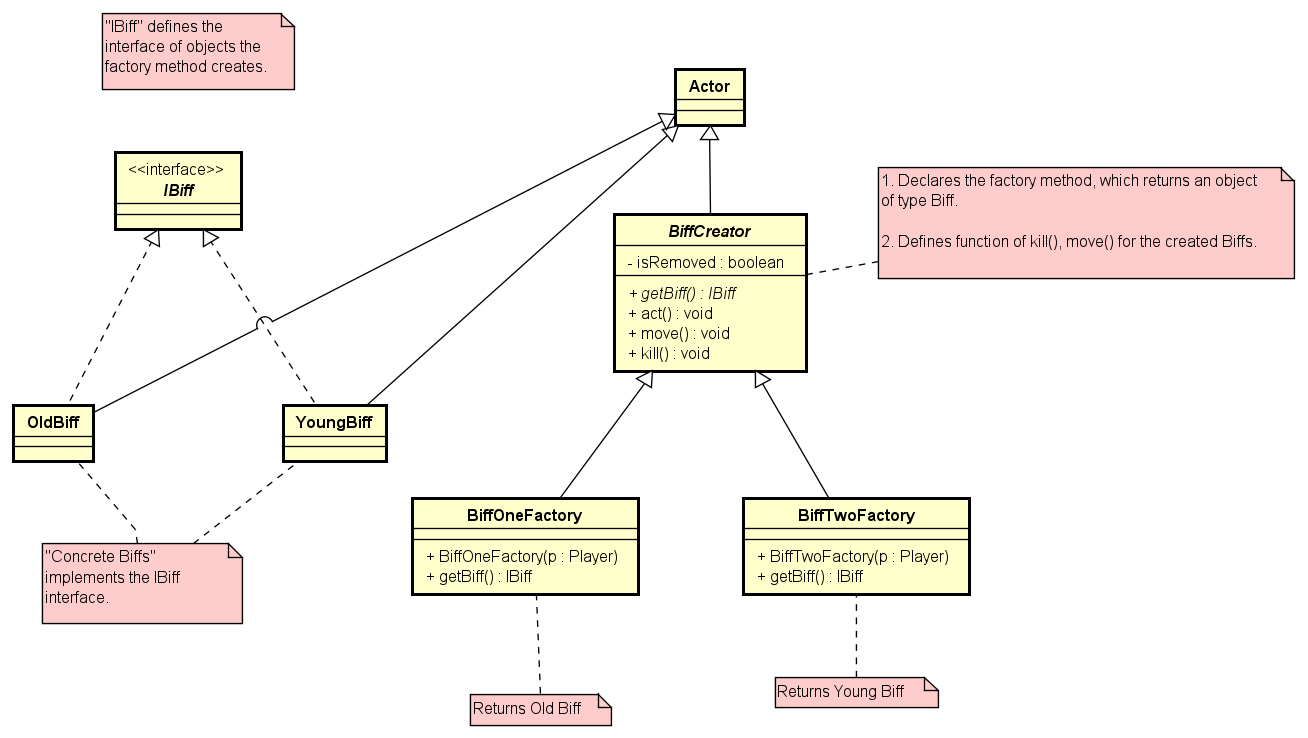 "IBiff" defines the
interface of objects the
factory method creates.
Actor
<<interface>>
IBiff
1. Declares the factory method, which returns an object
of type Biff.
2. Defines function of kill(), move() for the created Biffs.
BiffCreator
- isRemoved : boolean
+ getBiff() : IBiff
+ act() : void
+ move() : void
+ kill() : void
OldBiff
YoungBiff
"Concrete Biffs"
implements the IBiff
interface.
BiffOneFactory
+ BiffOneFactory(p : Player)
+ getBiff() : IBiff
BiffTwoFactory
+ BiffTwoFactory(p : Player)
+ getBiff() : IBiff
Returns Old Biff
Returns Young Biff